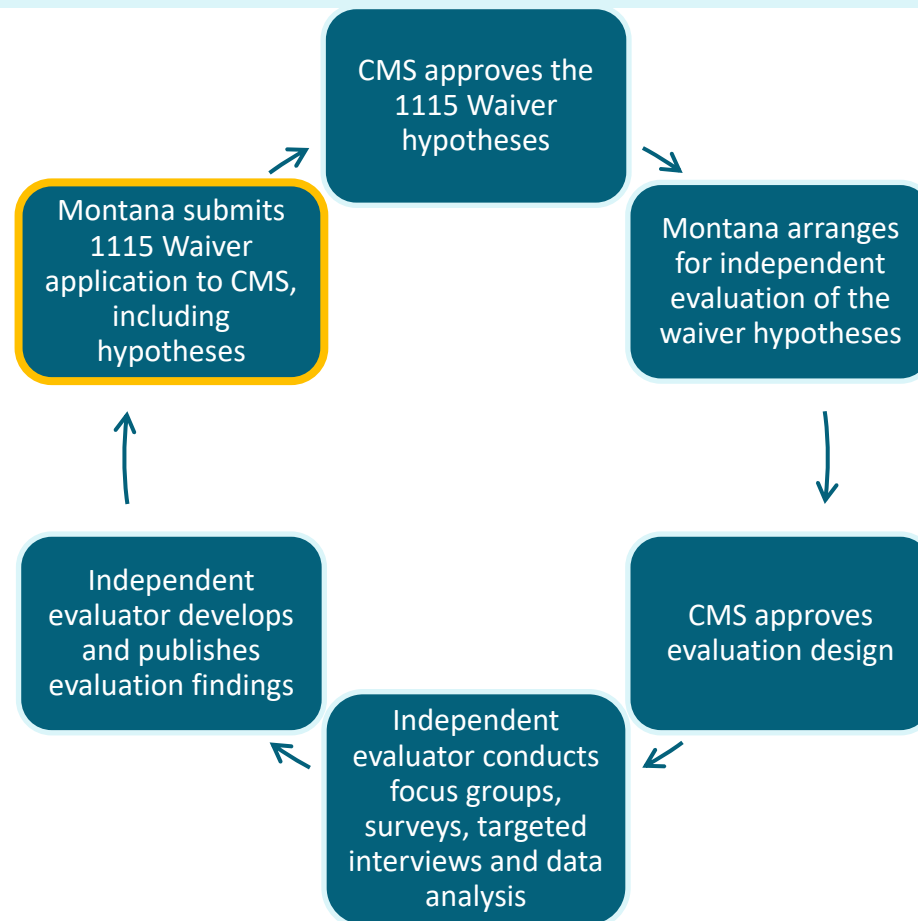 CMS approves the
1115 Waiver
hypotheses
Montana submits
1115 Waiver
application to CMS,
including
hypotheses
Montana arranges
for independent
evaluation of the
waiver hypotheses
Independent
evaluator develops
and publishes
evaluation findings
CMS approves
evaluation design
Independent
evaluator conducts
focus groups,
surveys, targeted
interviews and data
analysis